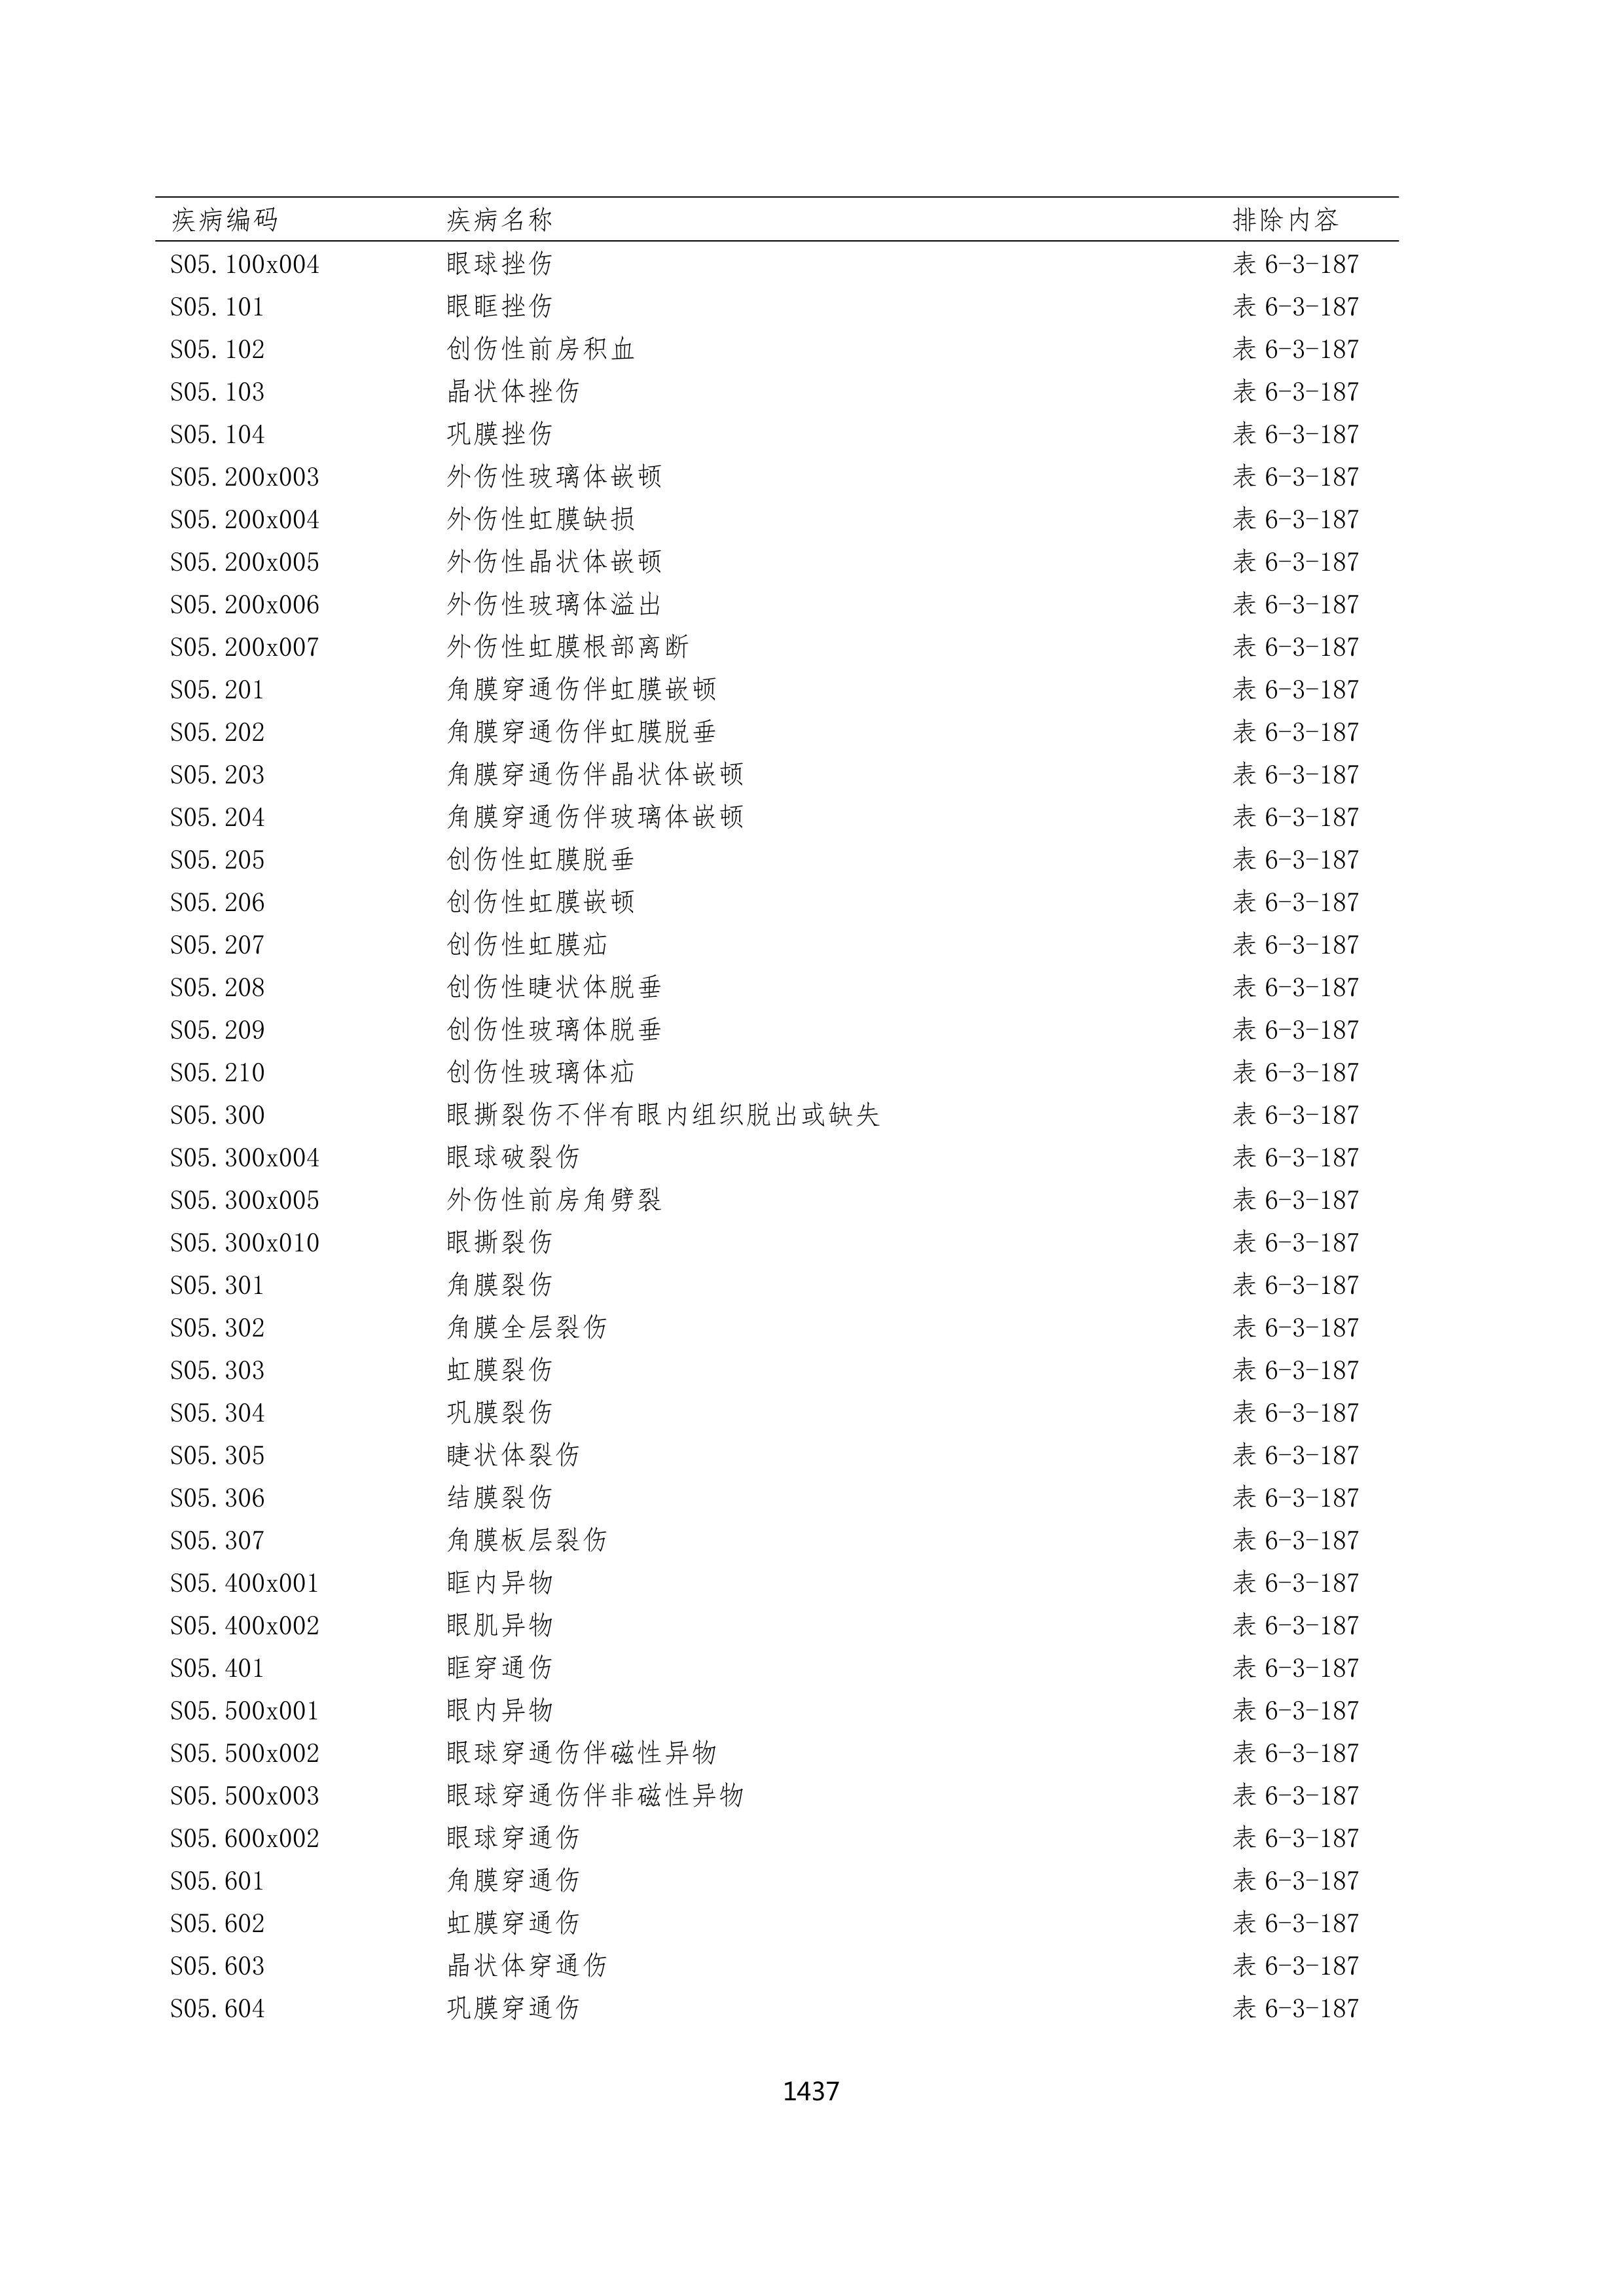 疾病编码 疾病名称 排除内容
S05.100x004 眼球挫伤 表 6-3-187
S05.101 眼眶挫伤 表 6-3-187
S05.102 创伤性前房积血 表 6-3-187
S05.103 晶状体挫伤 表 6-3-187
S05.104 巩膜挫伤 表 6-3-187
S05.200x003 外伤性玻璃体嵌顿 表 6-3-187
S05.200x004 外伤性虹膜缺损 表 6-3-187
S05.200x005 外伤性晶状体嵌顿 表 6-3-187
S05.200x006 外伤性玻璃体溢出 表 6-3-187
S05.200x007 外伤性虹膜根部离断 表 6-3-187
S05.201 角膜穿通伤伴虹膜嵌顿 表 6-3-187
S05.202 角膜穿通伤伴虹膜脱垂 表 6-3-187
S05.203 角膜穿通伤伴晶状体嵌顿 表 6-3-187
S05.204 角膜穿通伤伴玻璃体嵌顿 表 6-3-187
S05.205 创伤性虹膜脱垂 表 6-3-187
S05.206 创伤性虹膜嵌顿 表 6-3-187
S05.207 创伤性虹膜疝 表 6-3-187
S05.208 创伤性睫状体脱垂 表 6-3-187
S05.209 创伤性玻璃体脱垂 表 6-3-187
S05.210 创伤性玻璃体疝 表 6-3-187
S05.300 眼撕裂伤不伴有眼内组织脱出或缺失 表 6-3-187
S05.300x004 眼球破裂伤 表 6-3-187
S05.300x005 外伤性前房角劈裂 表 6-3-187
S05.300x010 眼撕裂伤 表 6-3-187
S05.301 角膜裂伤 表 6-3-187
S05.302 角膜全层裂伤 表 6-3-187
S05.303 虹膜裂伤 表 6-3-187
S05.304 巩膜裂伤 表 6-3-187
S05.305 睫状体裂伤 表 6-3-187
S05.306 结膜裂伤 表 6-3-187
S05.307 角膜板层裂伤 表 6-3-187
S05.400x001 眶内异物 表 6-3-187
S05.400x002 眼肌异物 表 6-3-187
S05.401 眶穿通伤 表 6-3-187
S05.500x001 眼内异物 表 6-3-187
S05.500x002 眼球穿通伤伴磁性异物 表 6-3-187
S05.500x003 眼球穿通伤伴非磁性异物 表 6-3-187
S05.600x002 眼球穿通伤 表 6-3-187
S05.601 角膜穿通伤 表 6-3-187
S05.602 虹膜穿通伤 表 6-3-187
S05.603 晶状体穿通伤 表 6-3-187
S05.604 巩膜穿通伤 表 6-3-187
1437